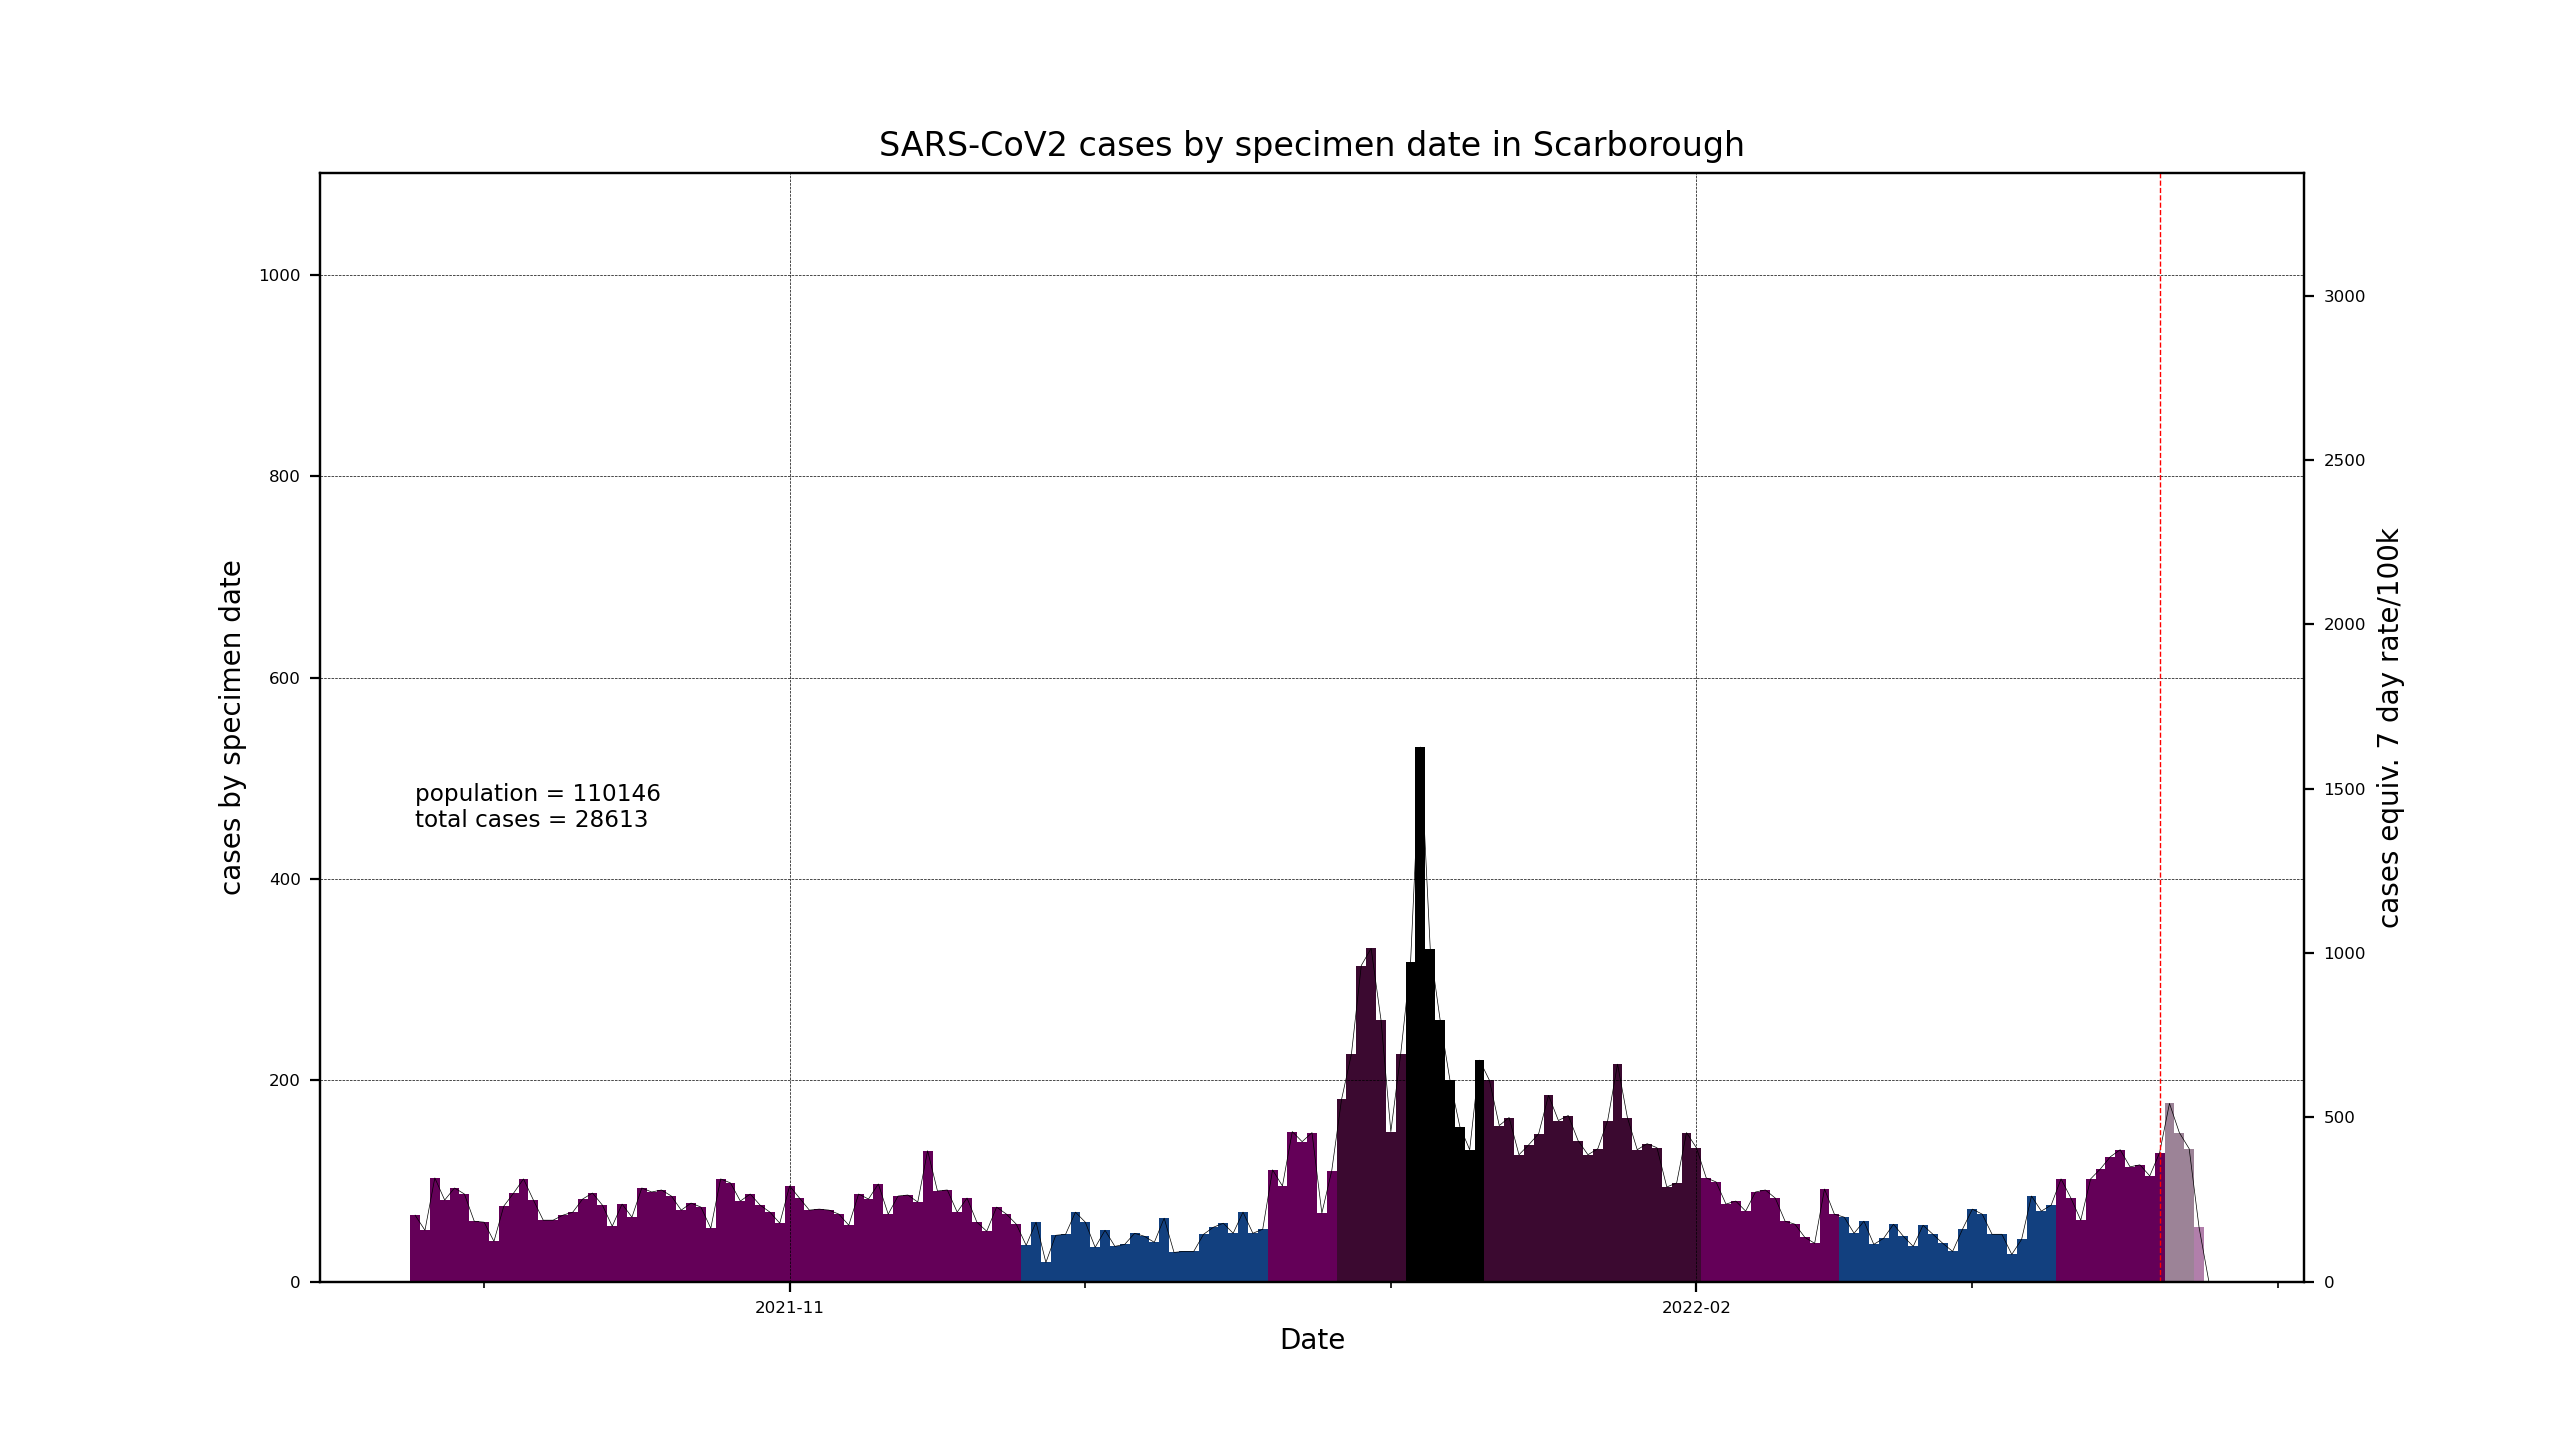 SARS-CoV2 cases by specimen date in Scarborough
cases by specimen date
1000
800
600
400
200
0
population = 110146
total cases = 28613
3000
2500
2000
1500
1000
500
0
cases equiv. 7 day rate/100k
2021-11
2022-02
Date